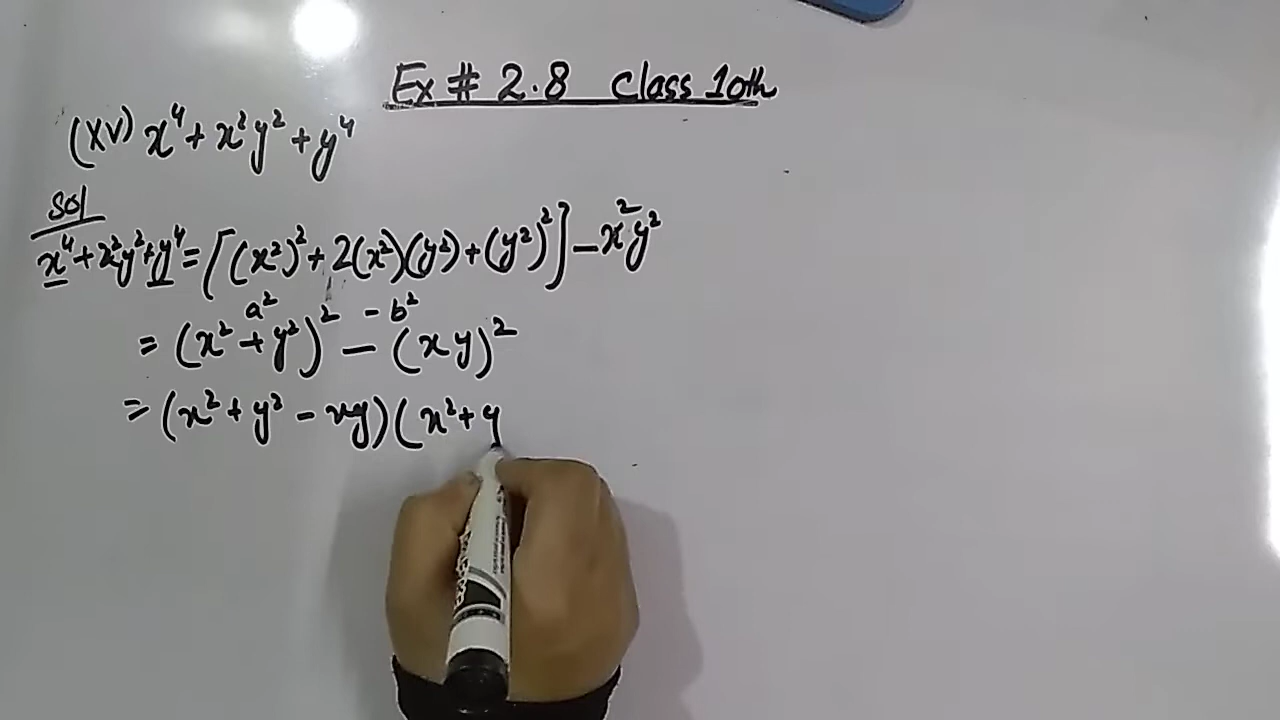 Ex # 2.8 Class 10th
(XV) x⁴ + x²y² + y⁴
Sol
x⁴ + x²y² + y⁴ = [(x²)² + 2(x²)(y²) + (y²)²] − x²y²
a² − b²
= (x² + y²)² − (xy)²
= (x² + y² − xy)(x² + y